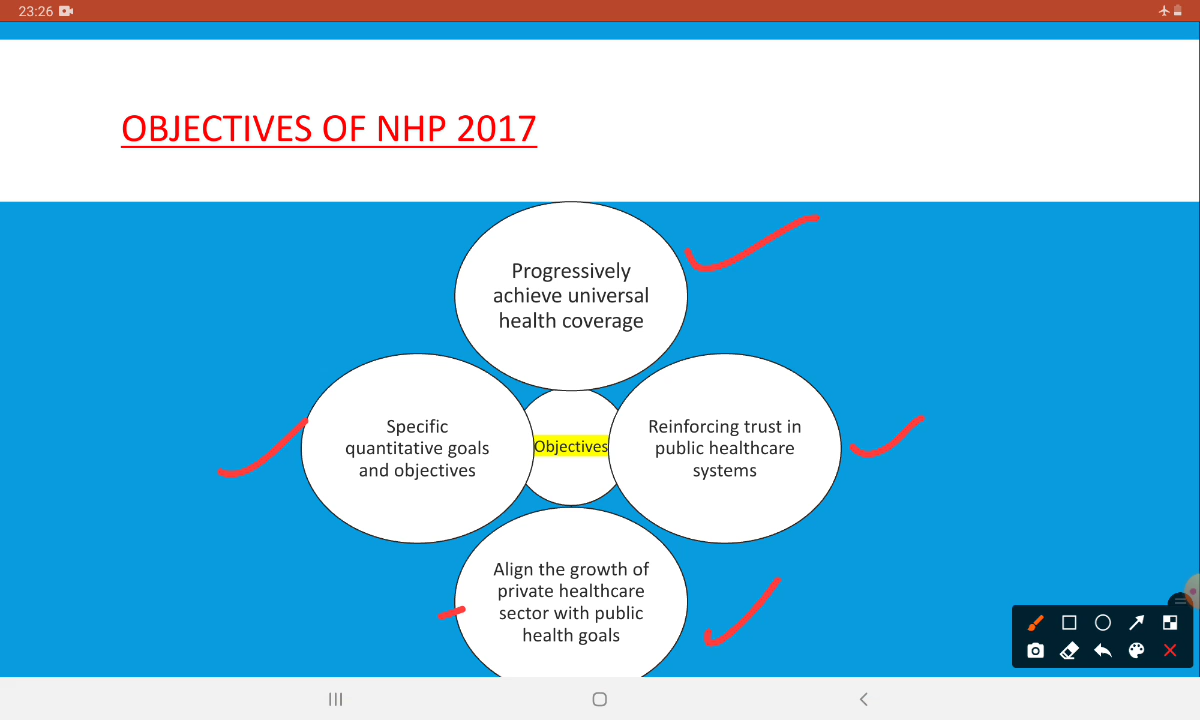 23:26
OBJECTIVES OF NHP 2017
Progressively
achieve universal
health coverage
Specific
quantitative goals
and objectives
Objectives
Reinforcing trust in
public healthcare
systems
Align the growth of
private healthcare
sector with public
health goals